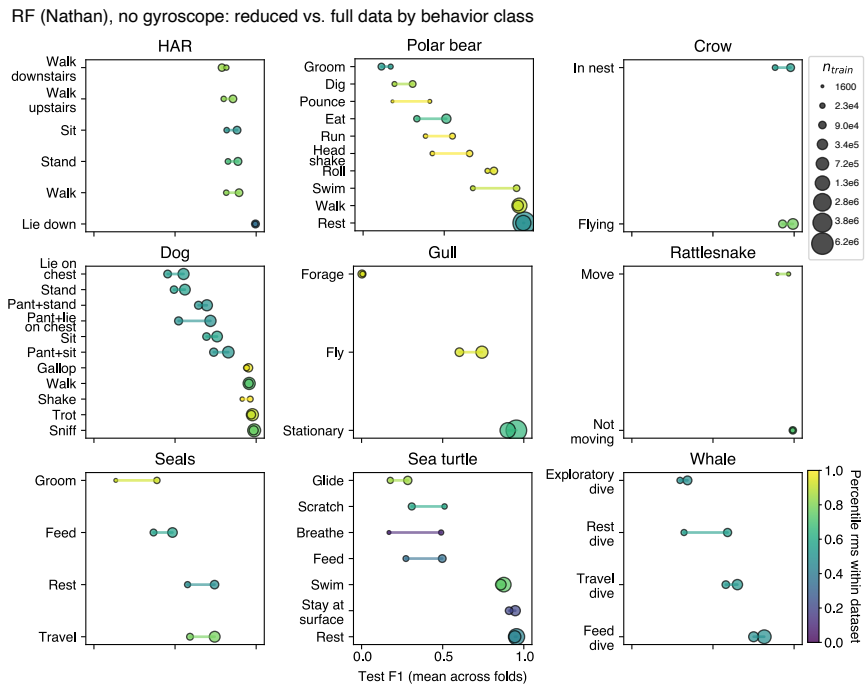 RF (Nathan), no gyroscope: reduced vs. full data by behavior class
HAR
Walk
downstairs
Walk
upstairs
Sit
Stand
Walk
Lie down
Polar bear
Groom
Dig
Pounce
Eat
Run
Head
shake
Roll
Swim
Walk
Rest
Crow
In nest
Flying
n_train
1600
2.3e4
9.0e4
3.4e5
7.2e5
1.3e6
2.8e6
3.8e6
6.2e6
Dog
Lie on
chest
Stand
Pant+stand
Pant+lie
on chest
Sit
Pant+sit
Gallop
Walk
Shake
Trot
Sniff
Gull
Forage
Fly
Stationary
Rattlesnake
Move
Not
moving
Seals
Groom
Feed
Rest
Travel
Sea turtle
Glide
Scratch
Breathe
Feed
Swim
Stay at
surface
Rest
0.0
0.5
1.0
Test F1 (mean across folds)
Whale
Exploratory
dive
Rest
dive
Travel
dive
Feed
dive
1.0
0.8
0.6
0.4
0.2
0.0
Percentile rms within dataset